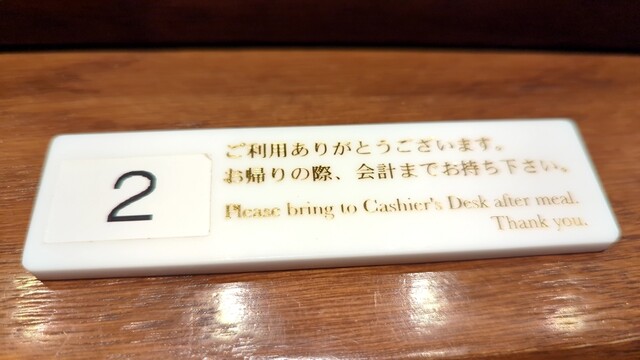 2
ご利用ありがとうございます。
お帰りの際、会計までお持ち下さい。
Please bring to Cashier's Desk after meal.
Thank you.